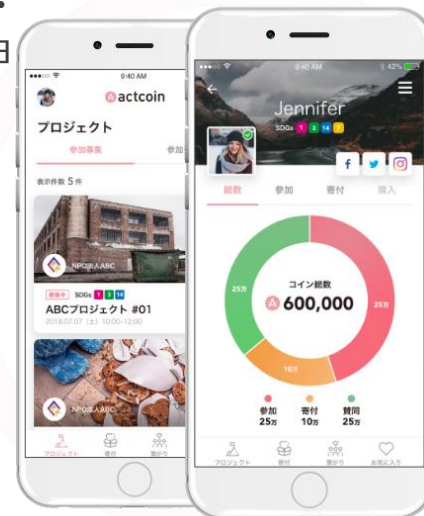 日
9:40 AM
actcoin
プロジェクト
参加募集
参加
表示件数 5 件
NPO法人ABC
募集中 SDGs 1 3 14
ABCプロジェクト #01
2018.07.07 (土) 10:00-12:00
NPO法人ABC
プロジェクト
寄付
繋がり
9:40 AM
42%
Jennifer
SDGs 1 3 14
総数
参加
寄付
購入
25万
コイン総数
600,000
25万
10万
参加
25万
寄付
10万
賛同
25万
プロジェクト
寄付
繋がり
お気に入り